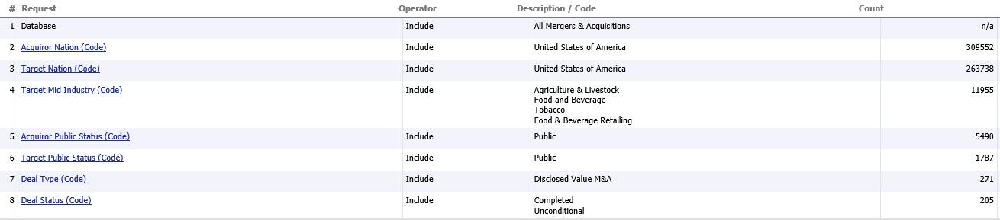 # Request Operator Description / Code Count
1 Database Include All Mergers & Acquisitions n/a
2 Acquiror Nation (Code) Include United States of America 309552
3 Target Nation (Code) Include United States of America 263738
4 Target Mid Industry (Code) Include Agriculture & Livestock 11955
Food and Beverage
Tobacco
Food & Beverage Retailing
5 Acquiror Public Status (Code) Include Public 5490
6 Target Public Status (Code) Include Public 1787
7 Deal Type (Code) Include Disclosed Value M&A 271
8 Deal Status (Code) Include Completed 205
Unconditional